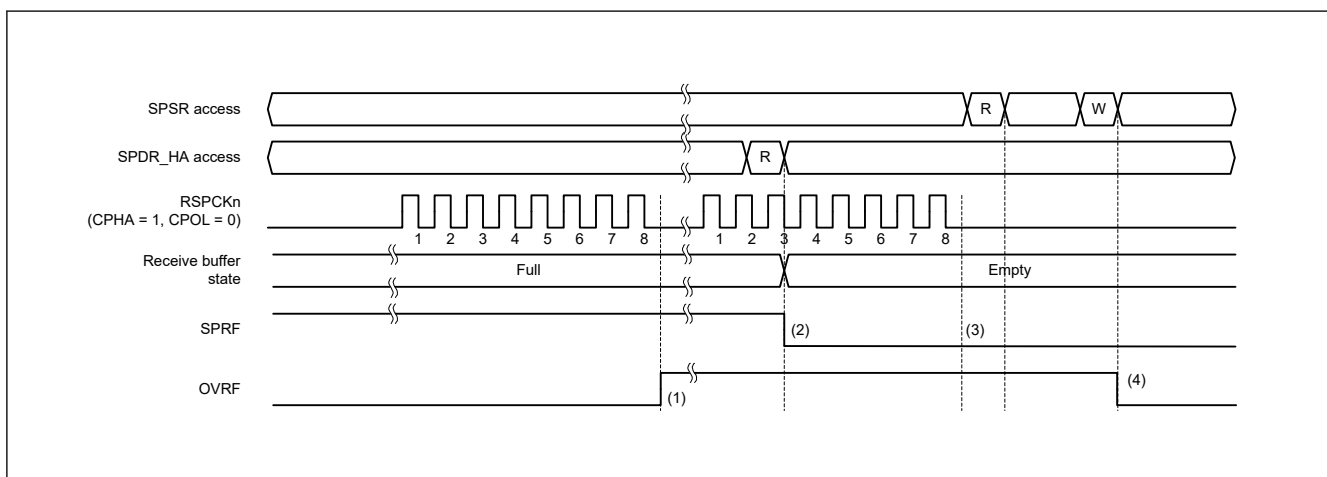 SPSR access
R
W
SPDR_HA access
R
RSPCKn
(CPHA = 1, CPOL = 0)
1 2 3 4 5 6 7 8 1 2 3 4 5 6 7 8
Receive buffer
state
Full
Empty
SPRF
(2)
(3)
OVRF
(1)
(4)